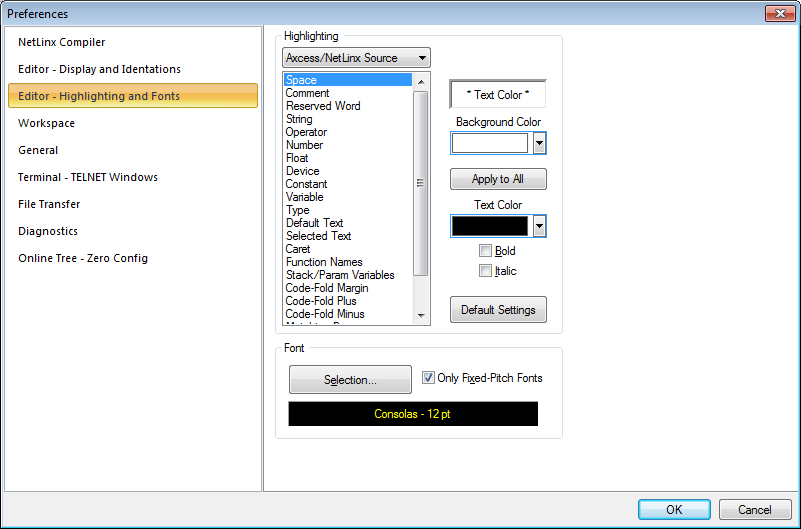 Preferences
NetLinx Compiler
Editor - Display and Identations
Editor - Highlighting and Fonts
Workspace
General
Terminal - TELNET Windows
File Transfer
Diagnostics
Online Tree - Zero Config
Highlighting
Axcess/NetLinx Source
Space
Comment
Reserved Word
String
Operator
Number
Float
Device
Constant
Variable
Type
Default Text
Selected Text
Caret
Function Names
Stack/Param Variables
Code-Fold Margin
Code-Fold Plus
Code-Fold Minus
* Text Color *
Background Color
Apply to All
Text Color
Bold
Italic
Default Settings
Font
Selection...
Only Fixed-Pitch Fonts
Consolas - 12 pt
OK
Cancel